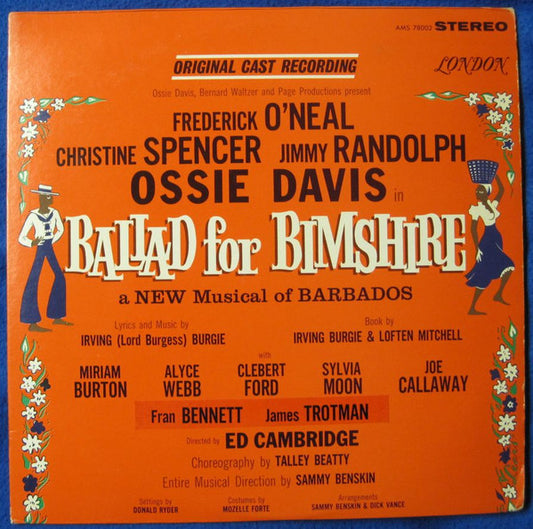 AMS 78002 STEREO
ORIGINAL CAST RECORDING
LONDON
Ossie Davis, Bernard Waltzer and Page Productions present
FREDERICK O'NEAL
CHRISTINE SPENCER JIMMY RANDOLPH
OSSIE DAVIS in
BALLAD for BIMSHIRE
a NEW Musical of BARBADOS
Lyrics and Music by
IRVING (Lord Burgess) BURGIE
Book by
IRVING BURGIE & LOFTEN MITCHELL
with
MIRIAM BURTON
ALYCE WEBB
CLEBERT FORD
SYLVIA MOON
JOE CALLAWAY
Fran BENNETT James TROTMAN
Directed by ED CAMBRIDGE
Choreography by TALLEY BEATTY
Entire Musical Direction by SAMMY BENSKIN
Settings by
DONALD RYDER
Costumes by
MOZELLE FORTE
Arrangements
SAMMY BENSKIN & DICK VANCE